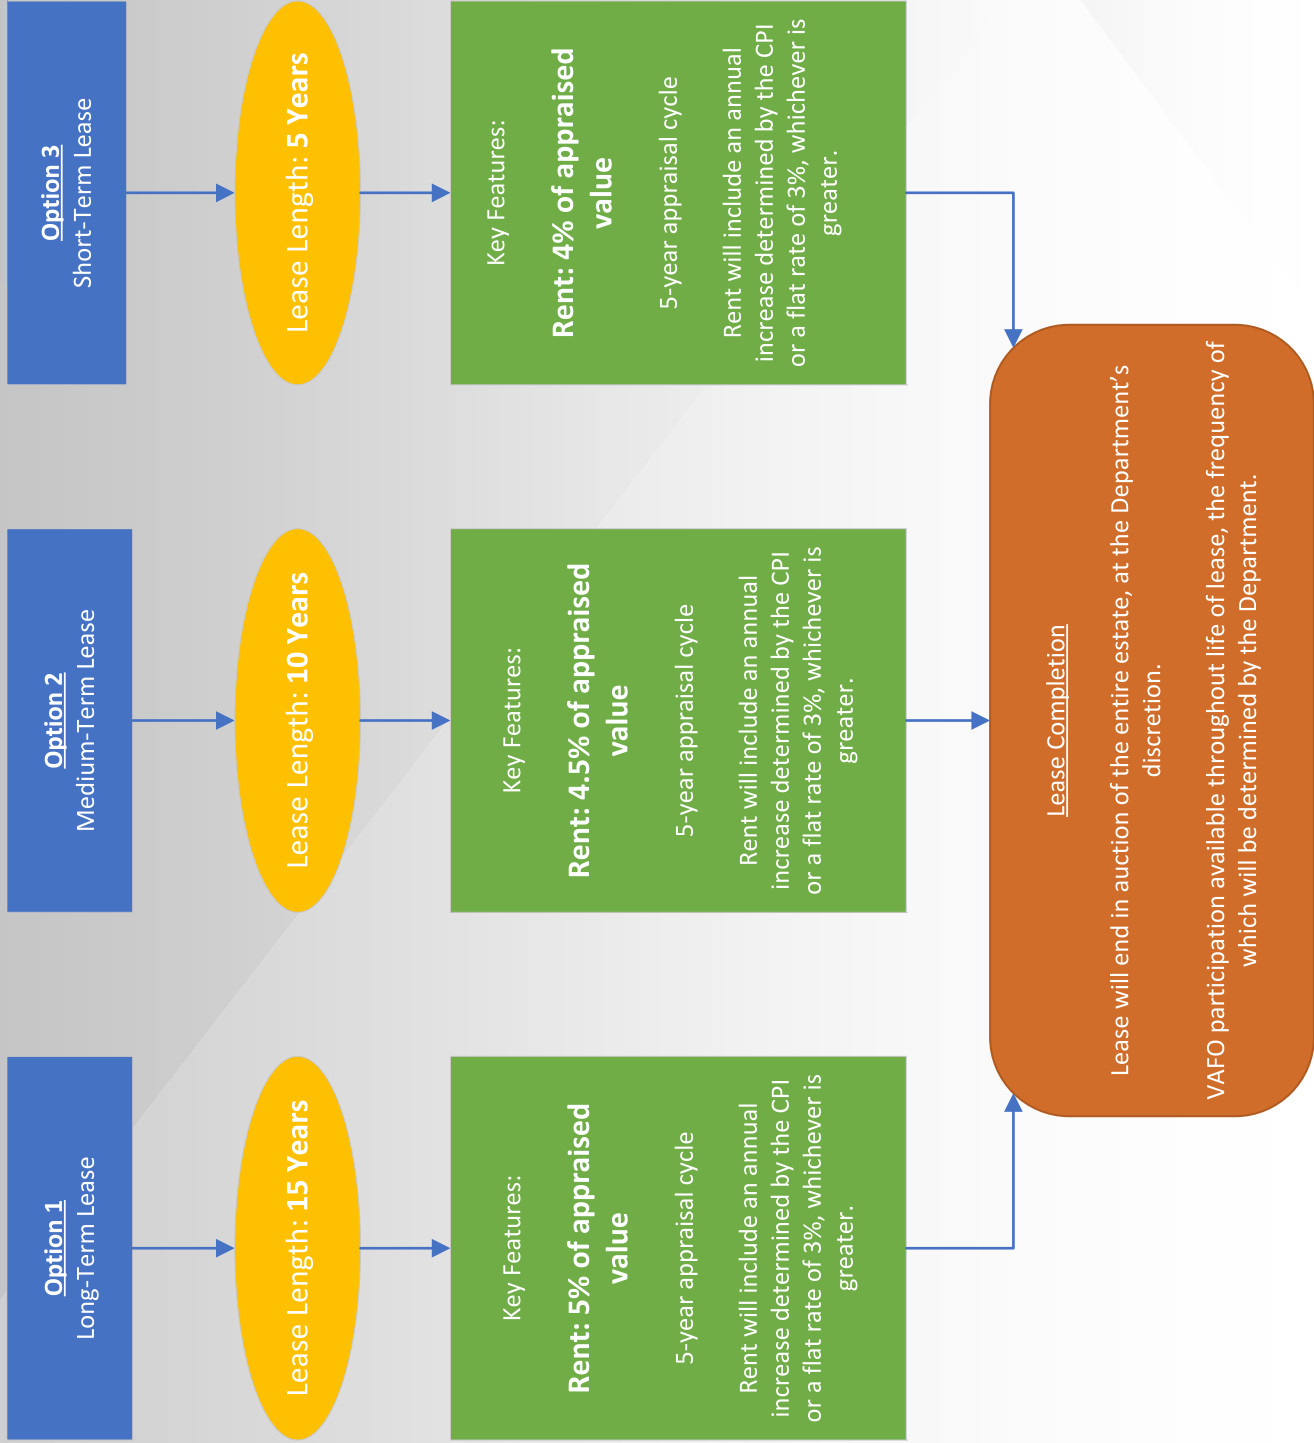 Option 1
Long-Term Lease
Lease Length: 15 Years
Key Features:
Rent: 5% of appraised
value
5-year appraisal cycle
Rent will include an annual
increase determined by the CPI
or a flat rate of 3%, whichever is
greater.
Option 2
Medium-Term Lease
Lease Length: 10 Years
Key Features:
Rent: 4.5% of appraised
value
5-year appraisal cycle
Rent will include an annual
increase determined by the CPI
or a flat rate of 3%, whichever is
greater.
Option 3
Short-Term Lease
Lease Length: 5 Years
Key Features:
Rent: 4% of appraised
value
5-year appraisal cycle
Rent will include an annual
increase determined by the CPI
or a flat rate of 3%, whichever is
greater.
Lease Completion
Lease will end in auction of the entire estate, at the Department’s
discretion.
VAFO participation available throughout life of lease, the frequency of
which will be determined by the Department.